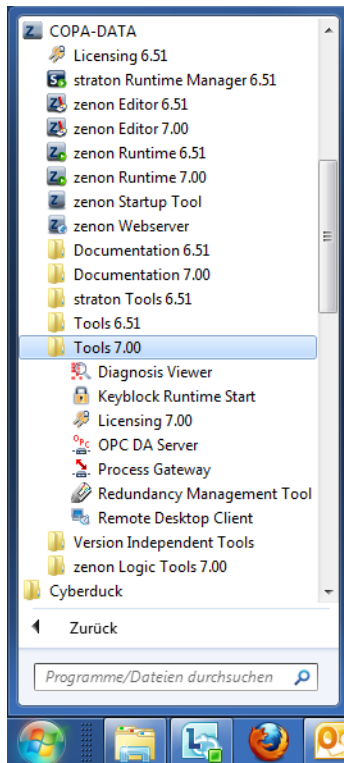 COPA-DATA
Licensing 6.51
straton Runtime Manager 6.51
zenon Editor 6.51
zenon Editor 7.00
zenon Runtime 6.51
zenon Runtime 7.00
zenon Startup Tool
zenon Webserver
Documentation 6.51
Documentation 7.00
straton Tools 6.51
Tools 6.51
Tools 7.00
Diagnosis Viewer
Keyblock Runtime Start
Licensing 7.00
OPC DA Server
Process Gateway
Redundancy Management Tool
Remote Desktop Client
Version Independent Tools
zenon Logic Tools 7.00
Cyberduck
Zurück
Programme/Dateien durchsuchen